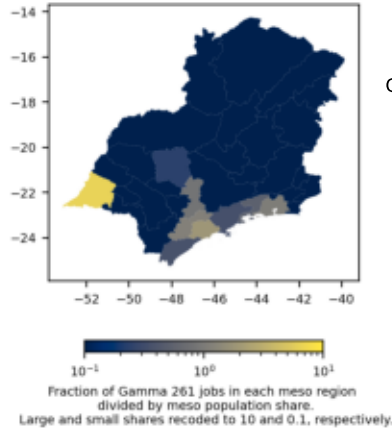 −14
−16
−18
−20
−22
−24
−52 −50 −48 −46 −44 −42 −40
10⁻¹ 10⁰ 10¹
Fraction of Gamma 261 jobs in each meso region
divided by meso population share.
Large and small shares recoded to 10 and 0.1, respectively,